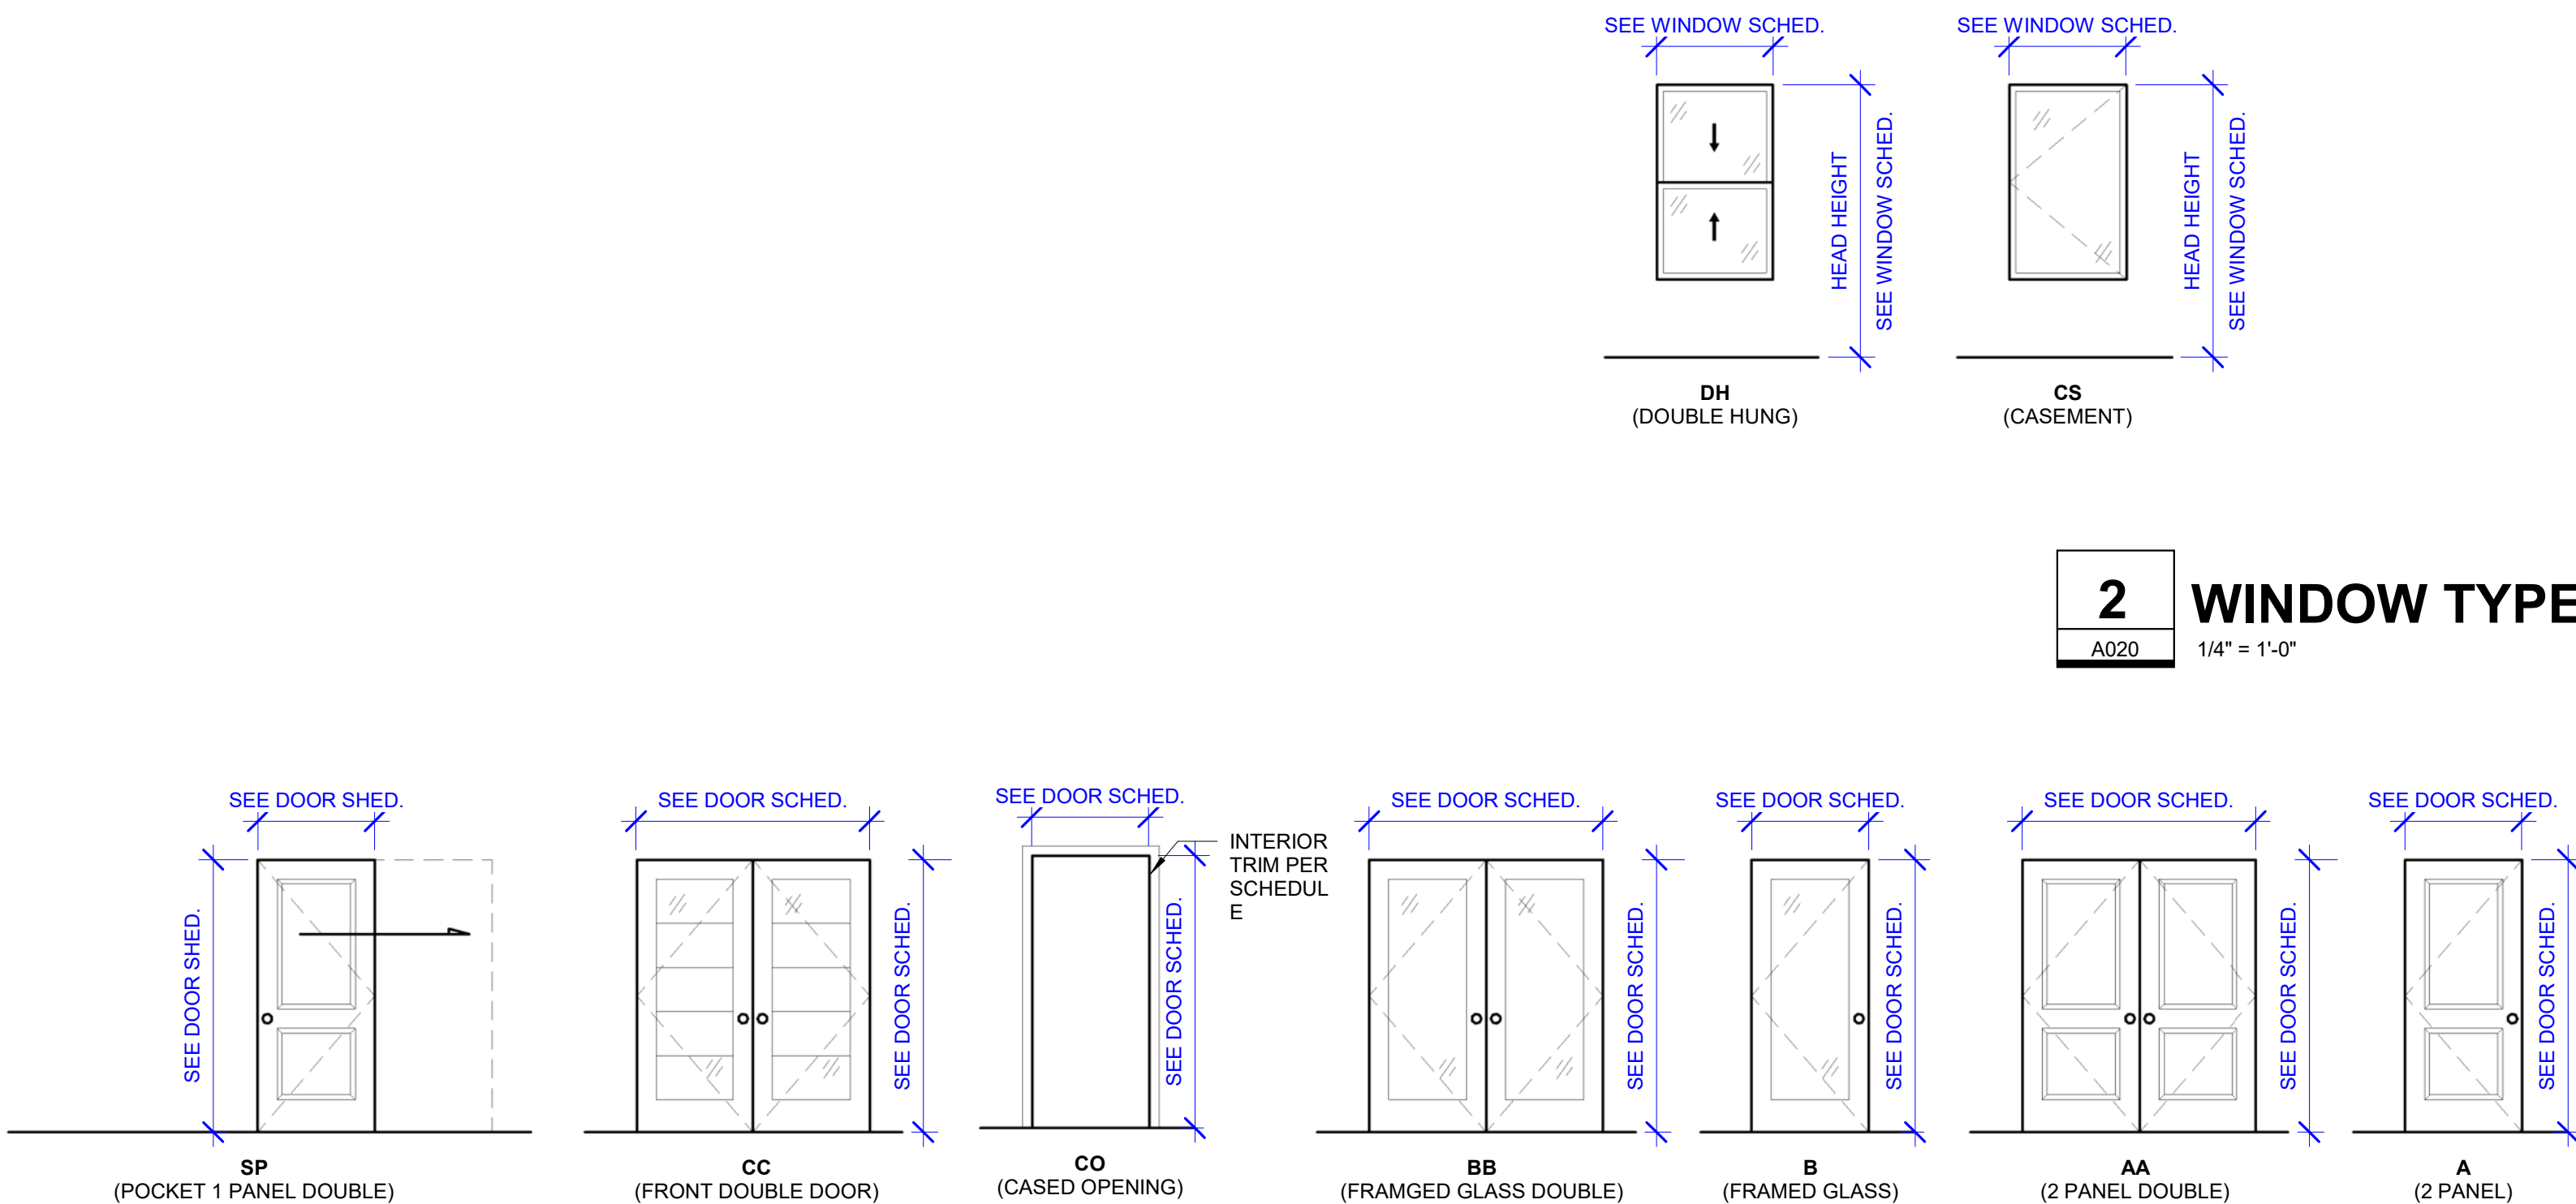 SEE WINDOW SCHED.
SEE WINDOW SCHED.
HEAD HEIGHT
SEE WINDOW SCHED.
HEAD HEIGHT
SEE WINDOW SCHED.
DH
(DOUBLE HUNG)
CS
(CASEMENT)
2
A020
WINDOW TYPE
1/4" = 1'-0"
SEE DOOR SHED.
SEE DOOR SCHED.
SEE DOOR SCHED.
SEE DOOR SCHED.
SEE DOOR SCHED.
SEE DOOR SCHED.
SEE DOOR SCHED.
INTERIOR
TRIM PER
SCHEDUL
E
SEE DOOR SHED.
SEE DOOR SCHED.
SEE DOOR SCHED.
SEE DOOR SCHED.
SEE DOOR SCHED.
SEE DOOR SCHED.
SEE DOOR SCHED.
SP
(POCKET 1 PANEL DOUBLE)
CC
(FRONT DOUBLE DOOR)
CO
(CASED OPENING)
BB
(FRAMGED GLASS DOUBLE)
B
(FRAMED GLASS)
AA
(2 PANEL DOUBLE)
A
(2 PANEL)